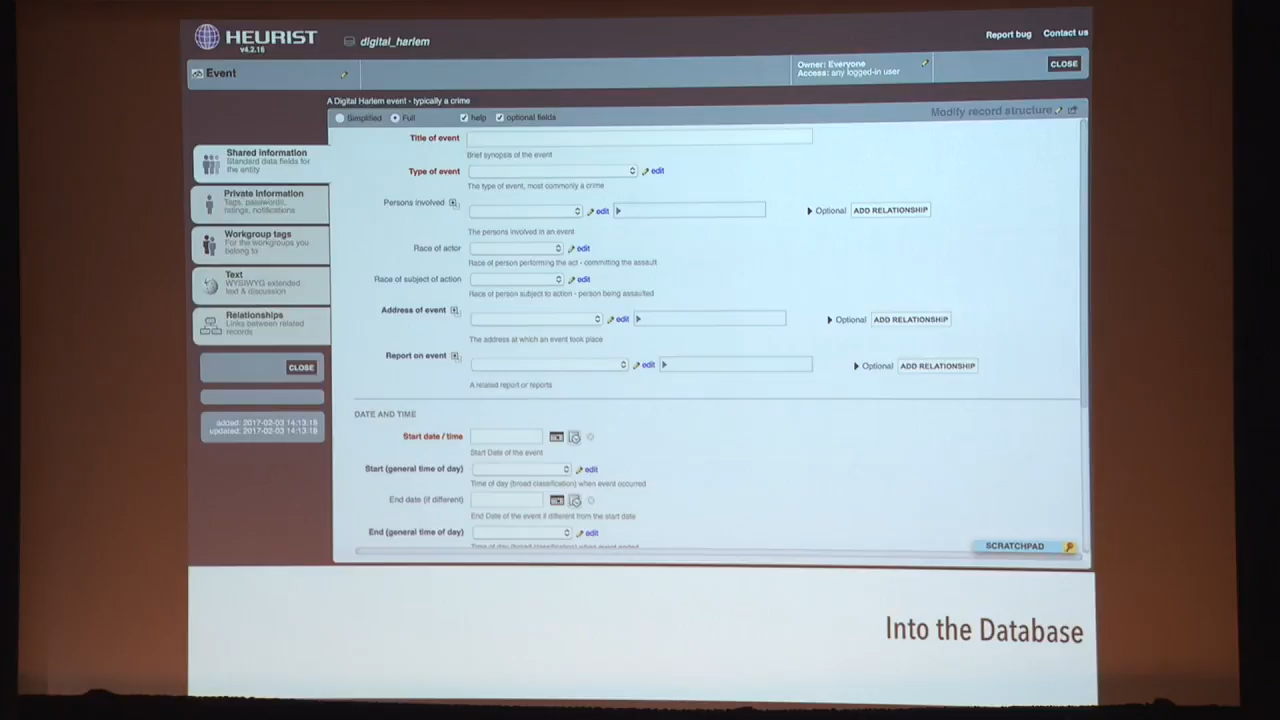 HEURIST
v4.2.16
digital_harlem
Report bug
Contact us
Event
Owner: Everyone
Access: any logged-in user
CLOSE
A Digital Harlem event - typically a crime
Simplified
Full
help
optional fields
Modify record structure
Shared information
Standard data fields for
the entity
Private information
Tags, passwords,
ratings, notifications
Workgroup tags
For the workgroups you
belong to
Text
WYSIWYG extended
text & discussion
Relationships
Links between related
records
CLOSE
added: 2017-02-03 14:13:18
updated: 2017-02-03 14:13:18
Title of event
Brief synopsis of the event
Type of event
edit
The type of event, most commonly a crime
Persons involved
edit
Optional
ADD RELATIONSHIP
The persons involved in an event
Race of actor
edit
Race of person performing the act - committing the assault
Race of subject of action
edit
Race of person subject to action - person being assaulted
Address of event
edit
Optional
ADD RELATIONSHIP
The address at which an event took place
Report on event
edit
Optional
ADD RELATIONSHIP
A related report or reports
DATE AND TIME
Start date / time
Start Date of the event
Start (general time of day)
edit
Time of day (broad classification) when event occurred
End date (if different)
End Date of the event if different from the start date
End (general time of day)
edit
Time of day (broad classification) when event ended
SCRATCHPAD
Into the Database